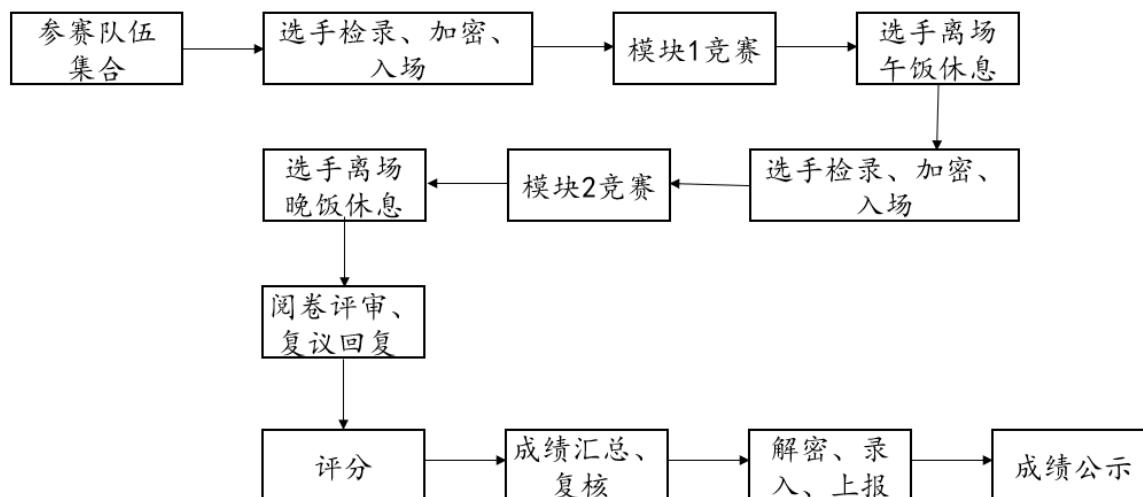 参赛队伍
集合
选手检录、加密、
入场
模块1竞赛
选手离场
午饭休息
选手检录、加密、
入场
模块2竞赛
选手离场
晚饭休息
阅卷评审、
复议回复
评分
成绩汇总、
复核
解密、录
入、上报
成绩公示